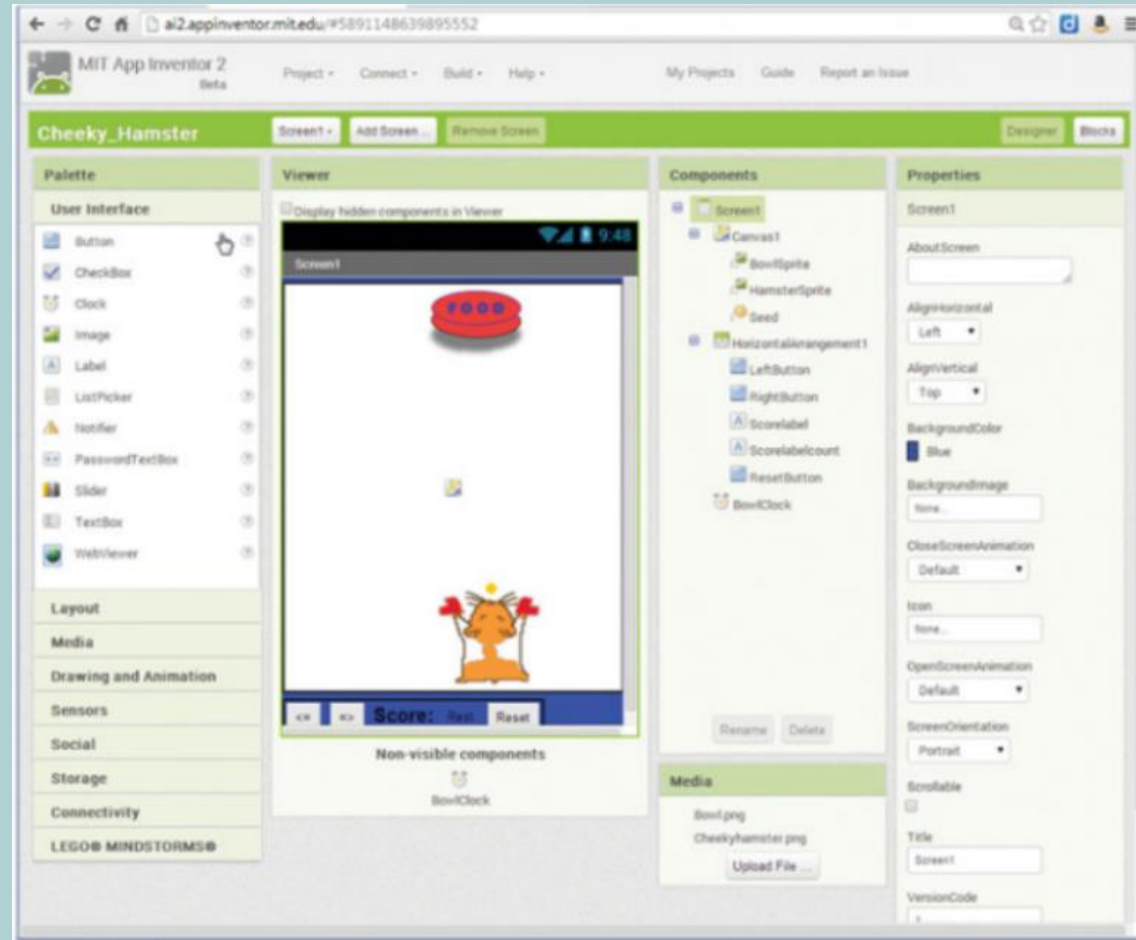 ai2.appinventor.mit.edu/#5891148639895552
MIT App Inventor 2
Beta
Project Connect Build Help My Projects Guide Report an Issue
Cheeky_Hamster Screen1 Add Screen ... Remove Screen Designer Blocks
Palette
User Interface
Button
CheckBox
Clock
Image
Label
ListPicker
Notifier
PasswordTextBox
Slider
TextBox
WebViewer
Layout
Media
Drawing and Animation
Sensors
Social
Storage
Connectivity
LEGO® MINDSTORMS®
Viewer
Display hidden components in Viewer
9:48
Screen1
FOOD
<= => Score: Reset
Non-visible components
BowlClock
Components
Screen1
Canvas1
BowlSprite
HamsterSprite
Seed
HorizontalArrangement1
LeftButton
RightButton
Scorelabel
Scorelabelcount
ResetButton
BowlClock
Rename Delete
Media
Bowl.png
Cheekyhamster.png
Upload File ...
Properties
Screen1
AboutScreen
AlignHorizontal
Left
AlignVertical
Top
BackgroundColor
Blue
BackgroundImage
None...
CloseScreenAnimation
Default
Icon
None...
OpenScreenAnimation
Default
ScreenOrientation
Portrait
Scrollable
Title
Screen1
VersionCode